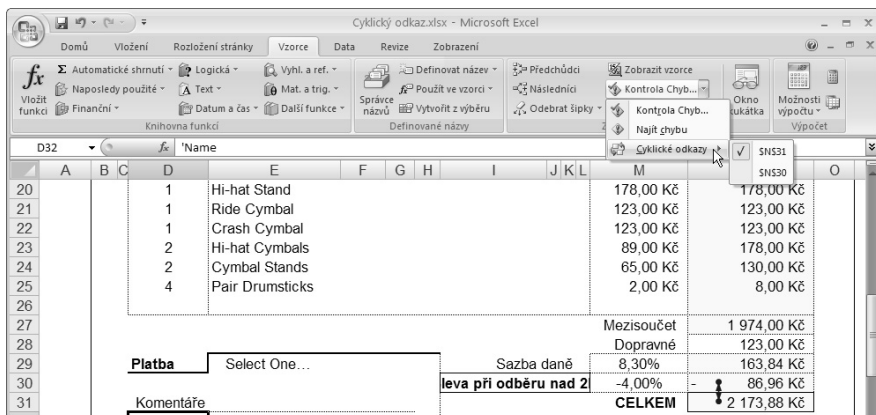 Cyklický odkaz.xlsx - Microsoft Excel
Domů Vložení Rozložení stránky Vzorce Data Revize Zobrazení
fx Σ Automatické shrnutí Logická Vyhl. a ref. Definovat název Předchůdci Zobrazit vzorce
Naposledy použité Text Mat. a trig. Použít ve vzorci Následníci Kontrola Chyb...
Vložit funkci Finanční Datum a čas Další funkce Správce názvů Vytvořit z výběru Odebrat šipky Okno kukátka Možnosti výpočtu
Knihovna funkcí Definované názvy Výpočet
Kontrola Chyb...
Najít chybu
Cyklické odkazy ✓ $N$31
$N$30
D32 fx 'Name
A B C D E F G H I J K L M O
20 1 Hi-hat Stand 178,00 Kč 178,00 Kč
21 1 Ride Cymbal 123,00 Kč 123,00 Kč
22 1 Crash Cymbal 123,00 Kč 123,00 Kč
23 2 Hi-hat Cymbals 89,00 Kč 178,00 Kč
24 2 Cymbal Stands 65,00 Kč 130,00 Kč
25 4 Pair Drumsticks 2,00 Kč 8,00 Kč
26
27 Mezisoučet 1 974,00 Kč
28 Dopravné 123,00 Kč
29 Platba Select One... Sazba daně 8,30% 163,84 Kč
30 leva při odběru nad 2 -4,00% - 86,96 Kč
31 Komentáře CELKEM 2 173,88 Kč